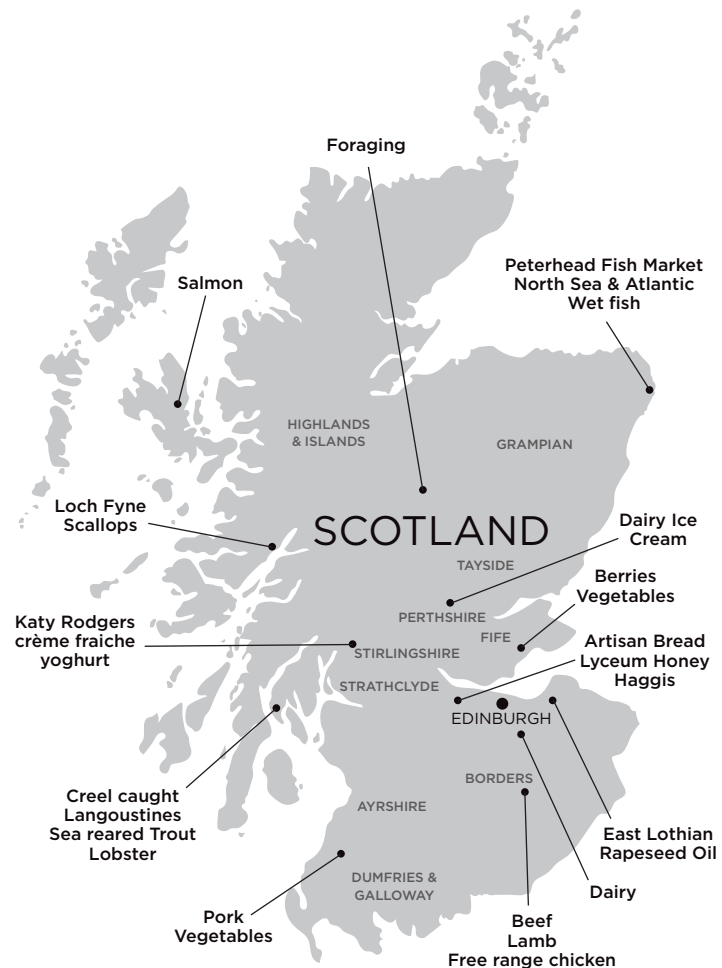 Foraging
Peterhead Fish Market
North Sea & Atlantic
Wet fish
Salmon
HIGHLANDS
& ISLANDS
GRAMPIAN
Loch Fyne
Scallops
SCOTLAND
Dairy Ice
Cream
TAYSIDE
Berries
Vegetables
PERTHSHIRE
Katy Rodgers
crème fraiche
yoghurt
FIFE
STIRLINGSHIRE
Artisan Bread
Lyceum Honey
Haggis
STRATHCLYDE
EDINBURGH
BORDERS
Creel caught
Langoustines
Sea reared Trout
Lobster
AYRSHIRE
East Lothian
Rapeseed Oil
DUMFRIES &
GALLOWAY
Dairy
Pork
Vegetables
Beef
Lamb
Free range chicken